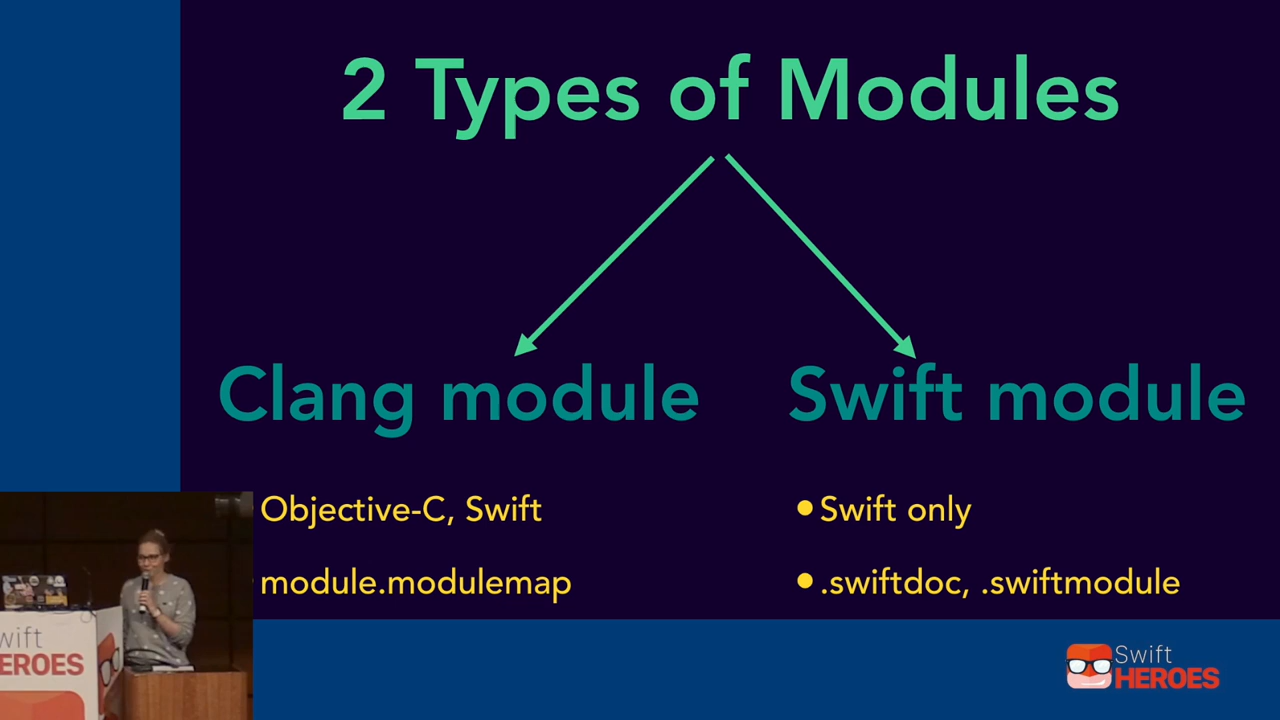 2 Types of Modules
Clang module
Swift module
Objective-C, Swift
module.modulemap
• Swift only
• .swiftdoc, .swiftmodule
wift
EROES
Swift
HEROES